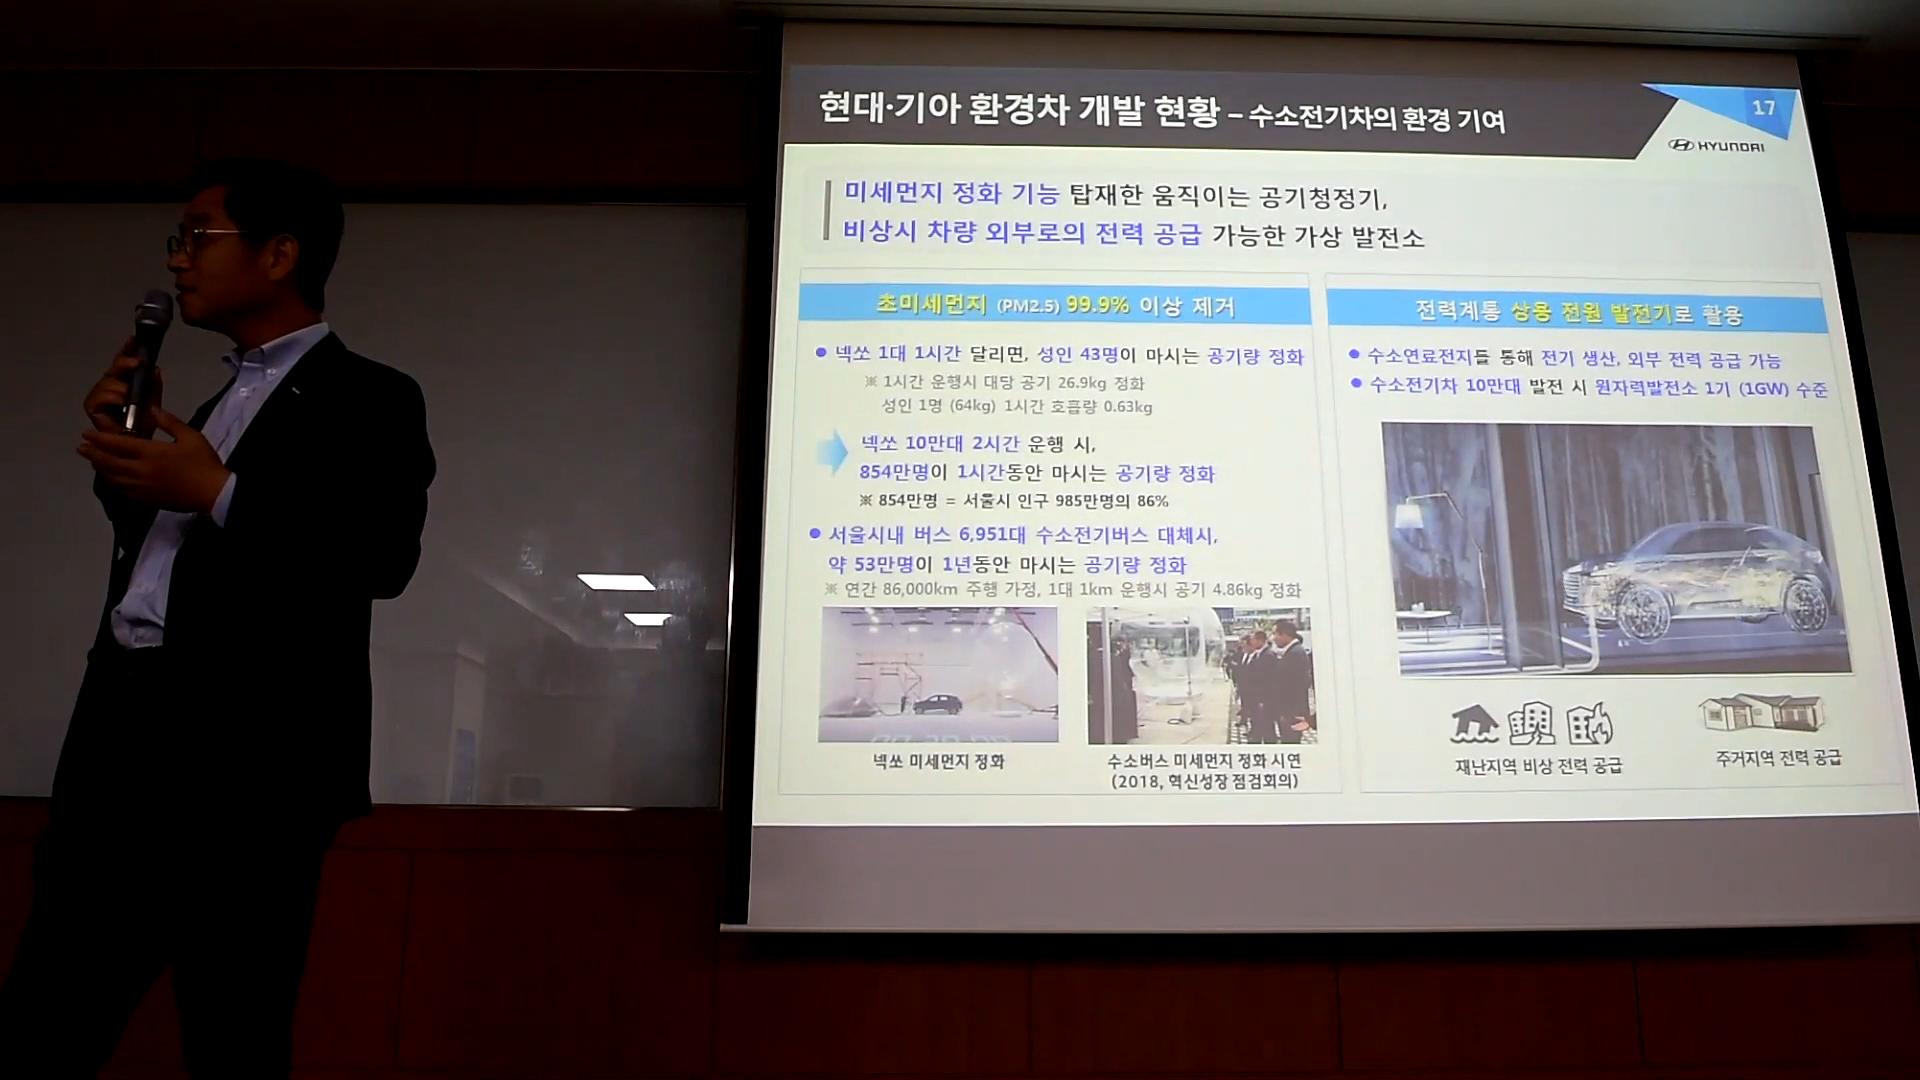 현대·기아 환경차 개발 현황 – 수소전기차의 환경 기여
17
HYUNDAI
미세먼지 정화 기능 탑재한 움직이는 공기청정기,
비상시 차량 외부로의 전력 공급 가능한 가상 발전소
초미세먼지 (PM2.5) 99.9% 이상 제거
● 넥쏘 1대 1시간 달리면, 성인 43명이 마시는 공기량 정화
※ 1시간 운행시 대당 공기 26.9kg 정화
성인 1명 (64kg) 1시간 호흡량 0.63kg
넥쏘 10만대 2시간 운행 시,
854만명이 1시간동안 마시는 공기량 정화
※ 854만명 = 서울시 인구 985만명의 86%
● 서울시내 버스 6,951대 수소전기버스 대체시,
약 53만명이 1년동안 마시는 공기량 정화
※ 연간 86,000km 주행 가정, 1대 1km 운행시 공기 4.86kg 정화
넥쏘 미세먼지 정화
수소버스 미세먼지 정화 시연
(2018, 혁신성장 점검회의)
전력계통 상용 전원 발전기로 활용
● 수소연료전지를 통해 전기 생산, 외부 전력 공급 가능
● 수소전기차 10만대 발전 시 원자력발전소 1기 (1GW) 수준
재난지역 비상 전력 공급
주거지역 전력 공급